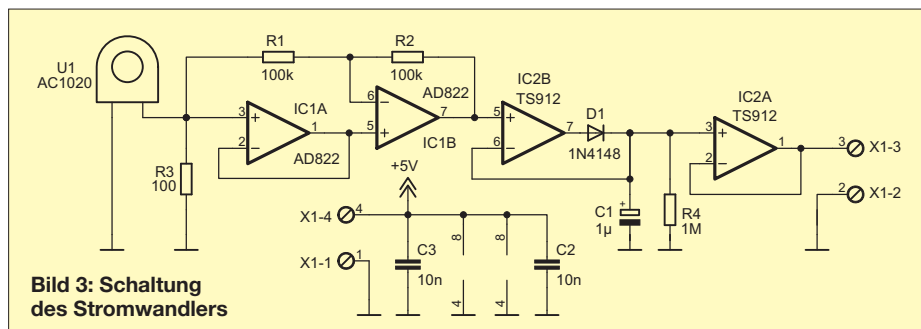 U1
AC1020
R1
100k
R2
100k
3
2
1
IC1A
AD822
6
5
7
AD822
IC1B
IC2B
TS912
5
6
7
D1
1N4148
IC2A
TS912
3
2
1
3
X1-3
2
X1-2
R3
100
+5V
X1-4
4
X1-1
1
C3
10n
8
4
8
4
C2
10n
+
C1
1µ
R4
1M
Bild 3: Schaltung
des Stromwandlers